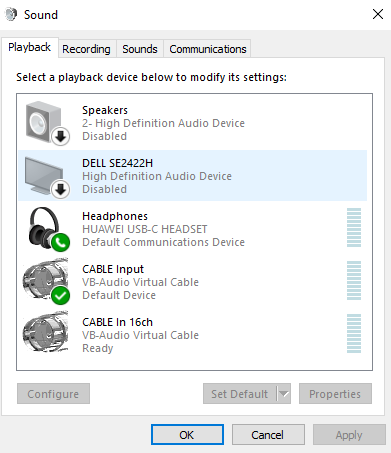 Sound
Playback
Recording
Sounds
Communications
Select a playback device below to modify its settings:
Speakers
2- High Definition Audio Device
Disabled
DELL SE2422H
High Definition Audio Device
Disabled
Headphones
HUAWEI USB-C HEADSET
Default Communications Device
CABLE Input
VB-Audio Virtual Cable
Default Device
CABLE In 16ch
VB-Audio Virtual Cable
Ready
Configure
Set Default
Properties
OK
Cancel
Apply